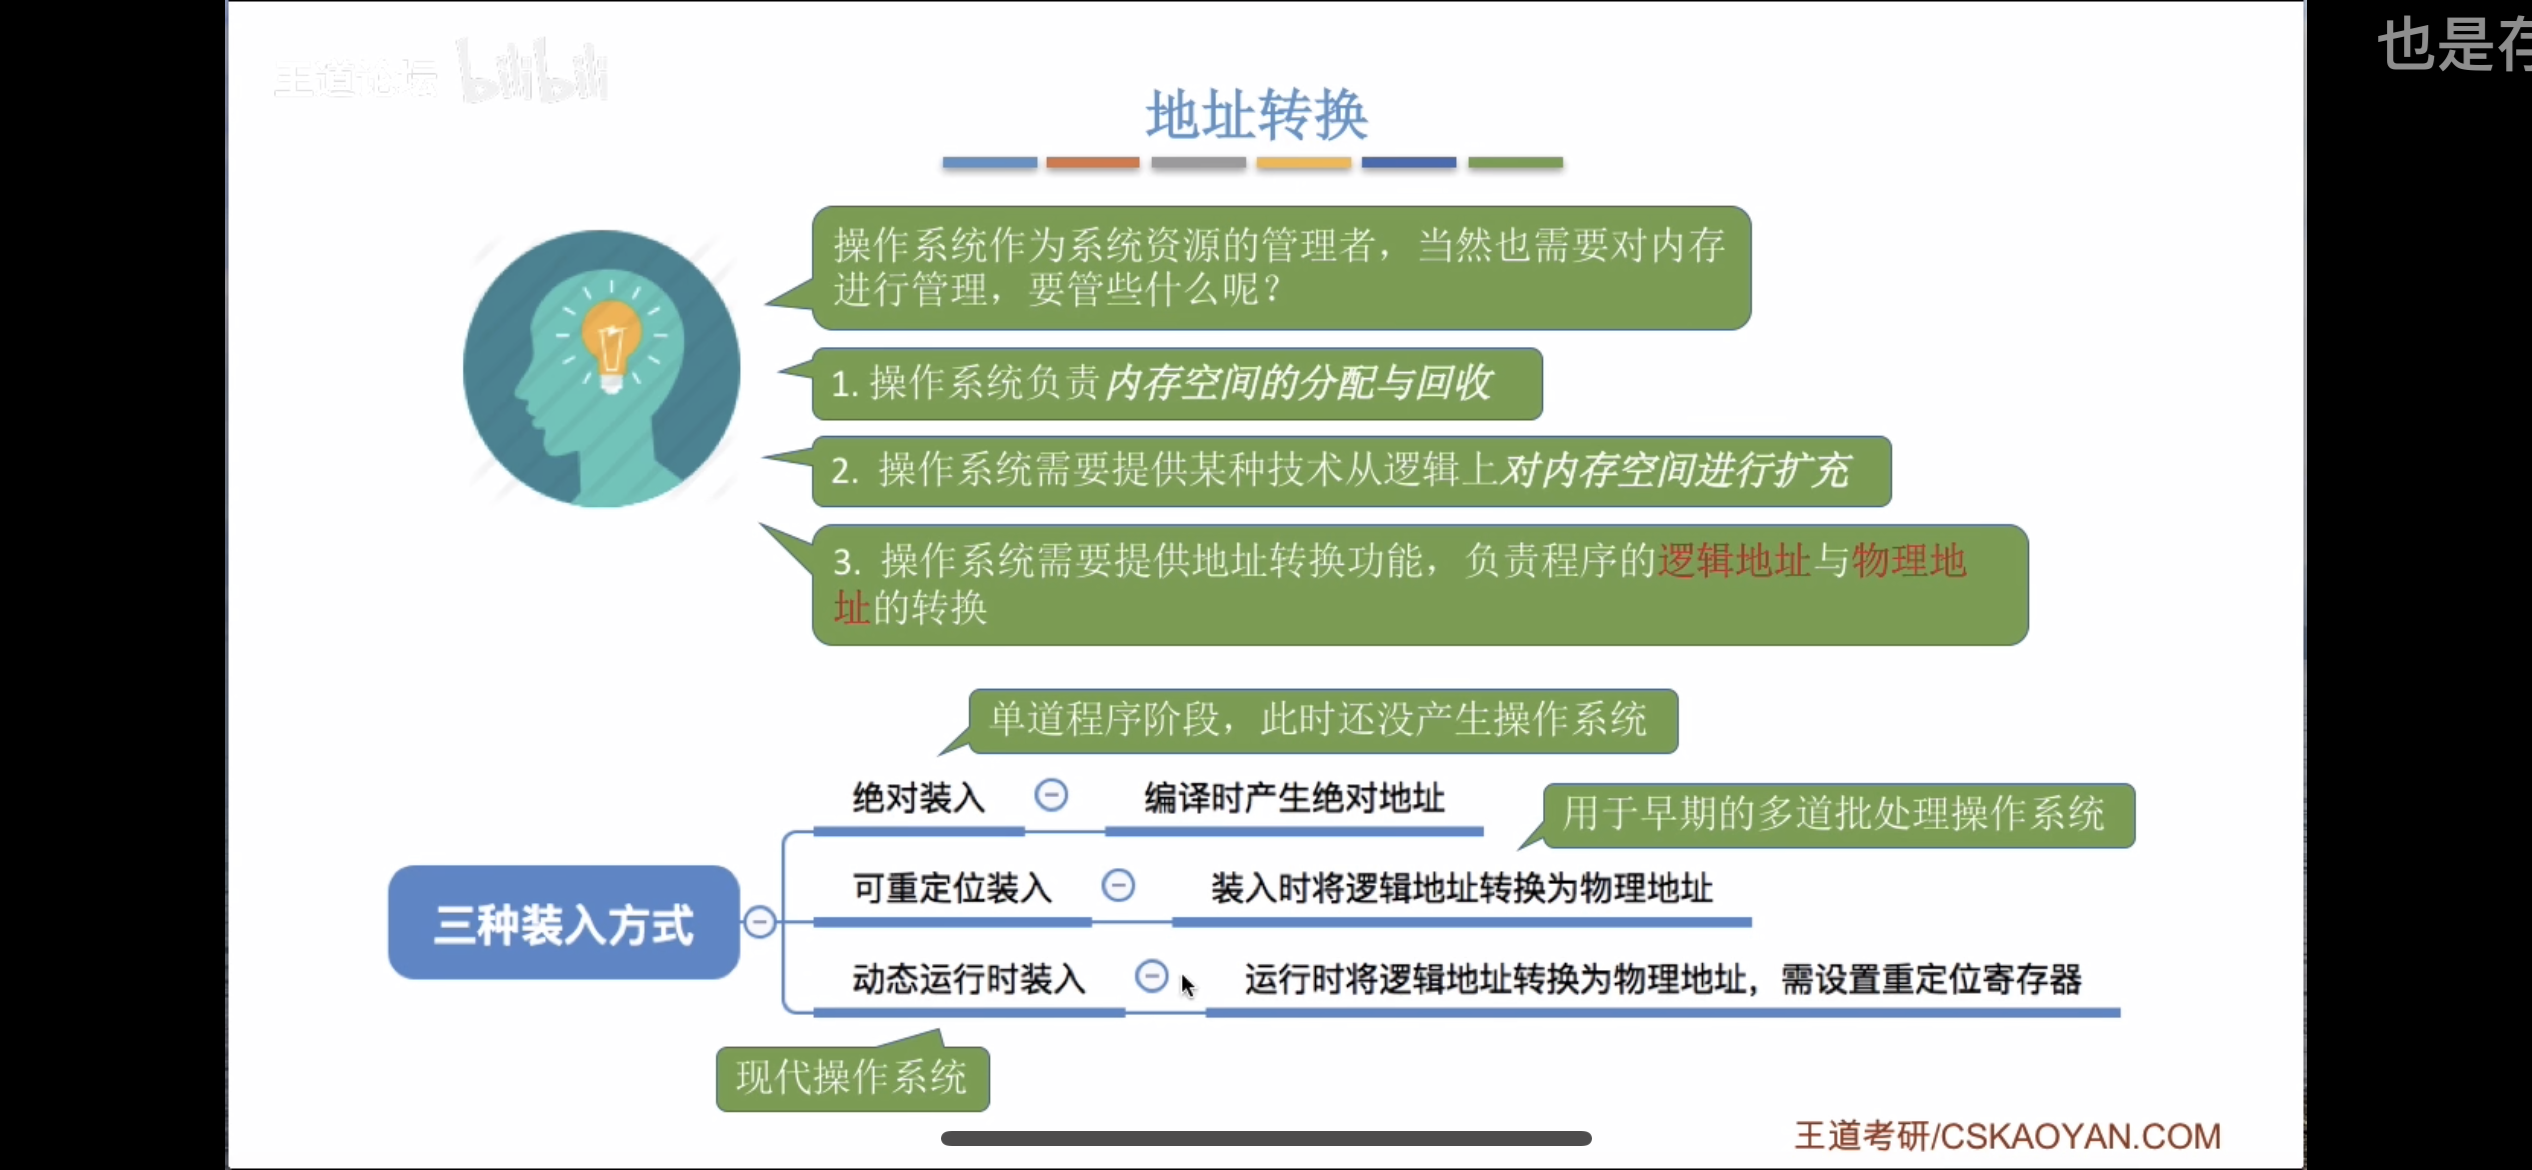 王道论坛 bilibili
也是存
地址转换
操作系统作为系统资源的管理者，当然也需要对内存
进行管理，要管些什么呢？
1. 操作系统负责内存空间的分配与回收
2. 操作系统需要提供某种技术从逻辑上对内存空间进行扩充
3. 操作系统需要提供地址转换功能，负责程序的逻辑地址与物理地
址的转换
单道程序阶段，此时还没产生操作系统
绝对装入
编译时产生绝对地址
用于早期的多道批处理操作系统
三种装入方式
可重定位装入
装入时将逻辑地址转换为物理地址
动态运行时装入
运行时将逻辑地址转换为物理地址，需设置重定位寄存器
现代操作系统
王道考研/CSKAOYAN.COM